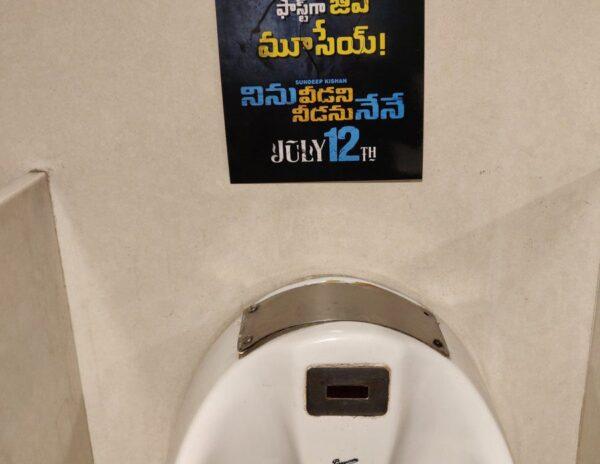 ఫాస్ట్‌గా జిప్
మూసేయ్!
SUNDEEP KISHAN
నిను వీడని
నీడను నేనే
JULY 12TH